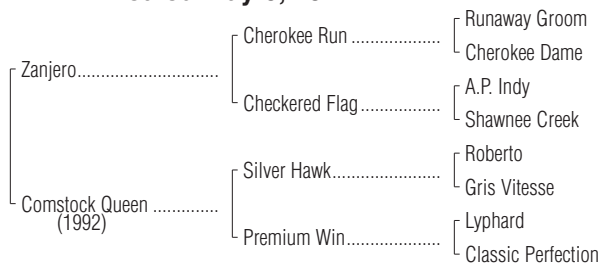 Runaway Groom
Cherokee Run ....................
Cherokee Dame
Zanjero..............................
A.P. Indy
Checkered Flag ..................
Shawnee Creek
Roberto
Silver Hawk........................
Gris Vitesse
Comstock Queen ..............
(1992)
Lyphard
Premium Win.....................
Classic Perfection